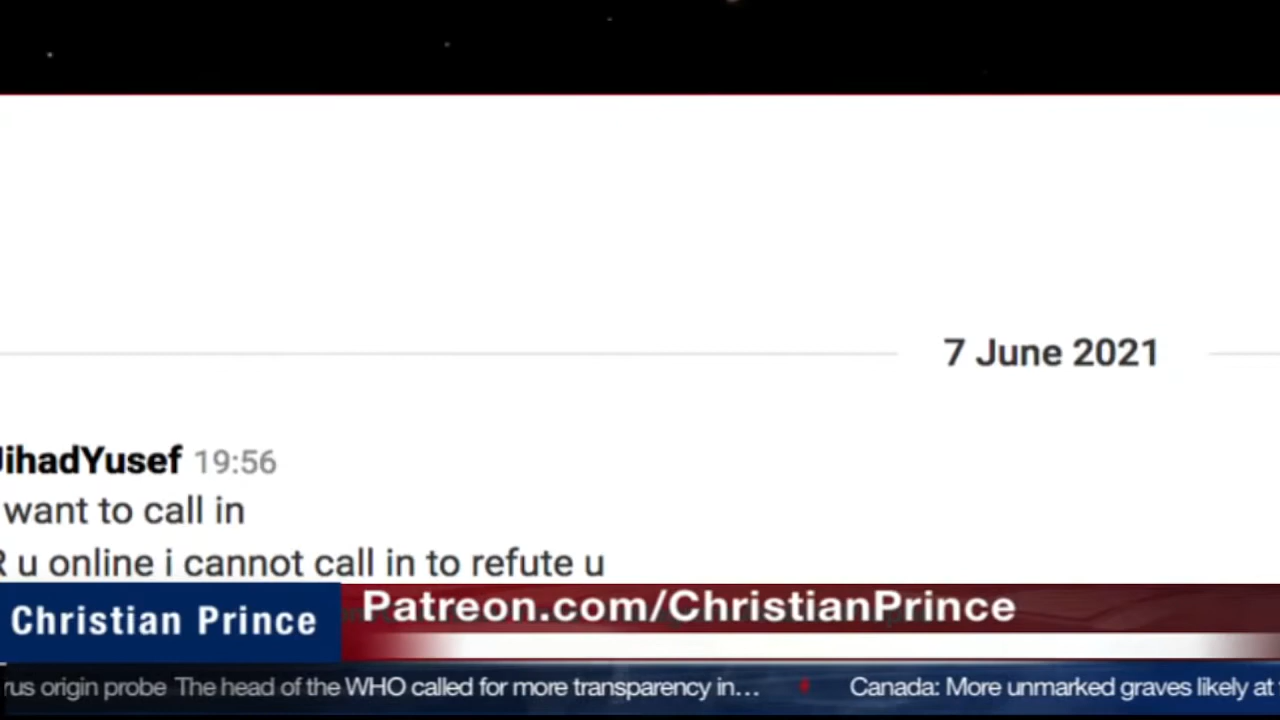 7 June 2021
JihadYusef 19:56
want to call in
R u online i cannot call in to refute u
Christian Prince
Patreon.com/ChristianPrince
rus origin probe The head of the WHO called for more transparency in…
Canada: More unmarked graves likely at